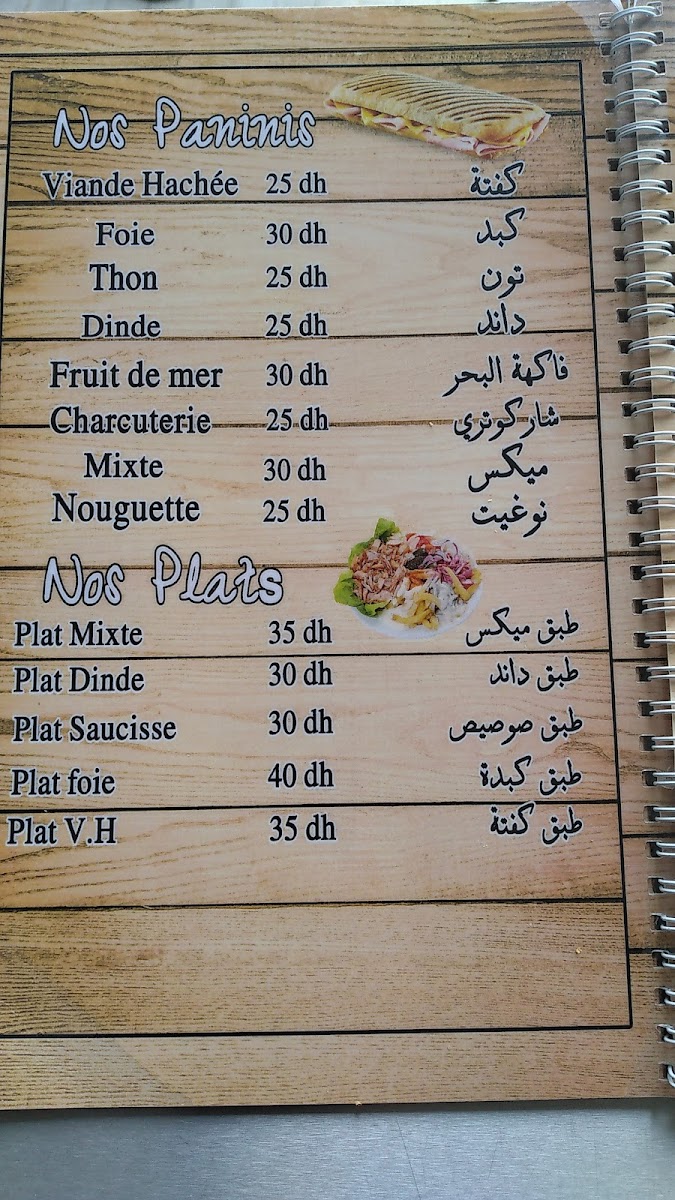 Nos Paninis
Viande Hachée 25 dh كفتة
Foie 30 dh كبد
Thon 25 dh تون
Dinde 25 dh داند
Fruit de mer 30 dh فاكهة البحر
Charcuterie 25 dh شاركوتري
Mixte 30 dh ميكس
Nouguette 25 dh نوغيت
Nos Plats
Plat Mixte 35 dh طبق ميكس
Plat Dinde 30 dh طبق داند
Plat Saucisse 30 dh طبق صوصيص
Plat foie 40 dh طبق كبدة
Plat V.H 35 dh طبق كفتة